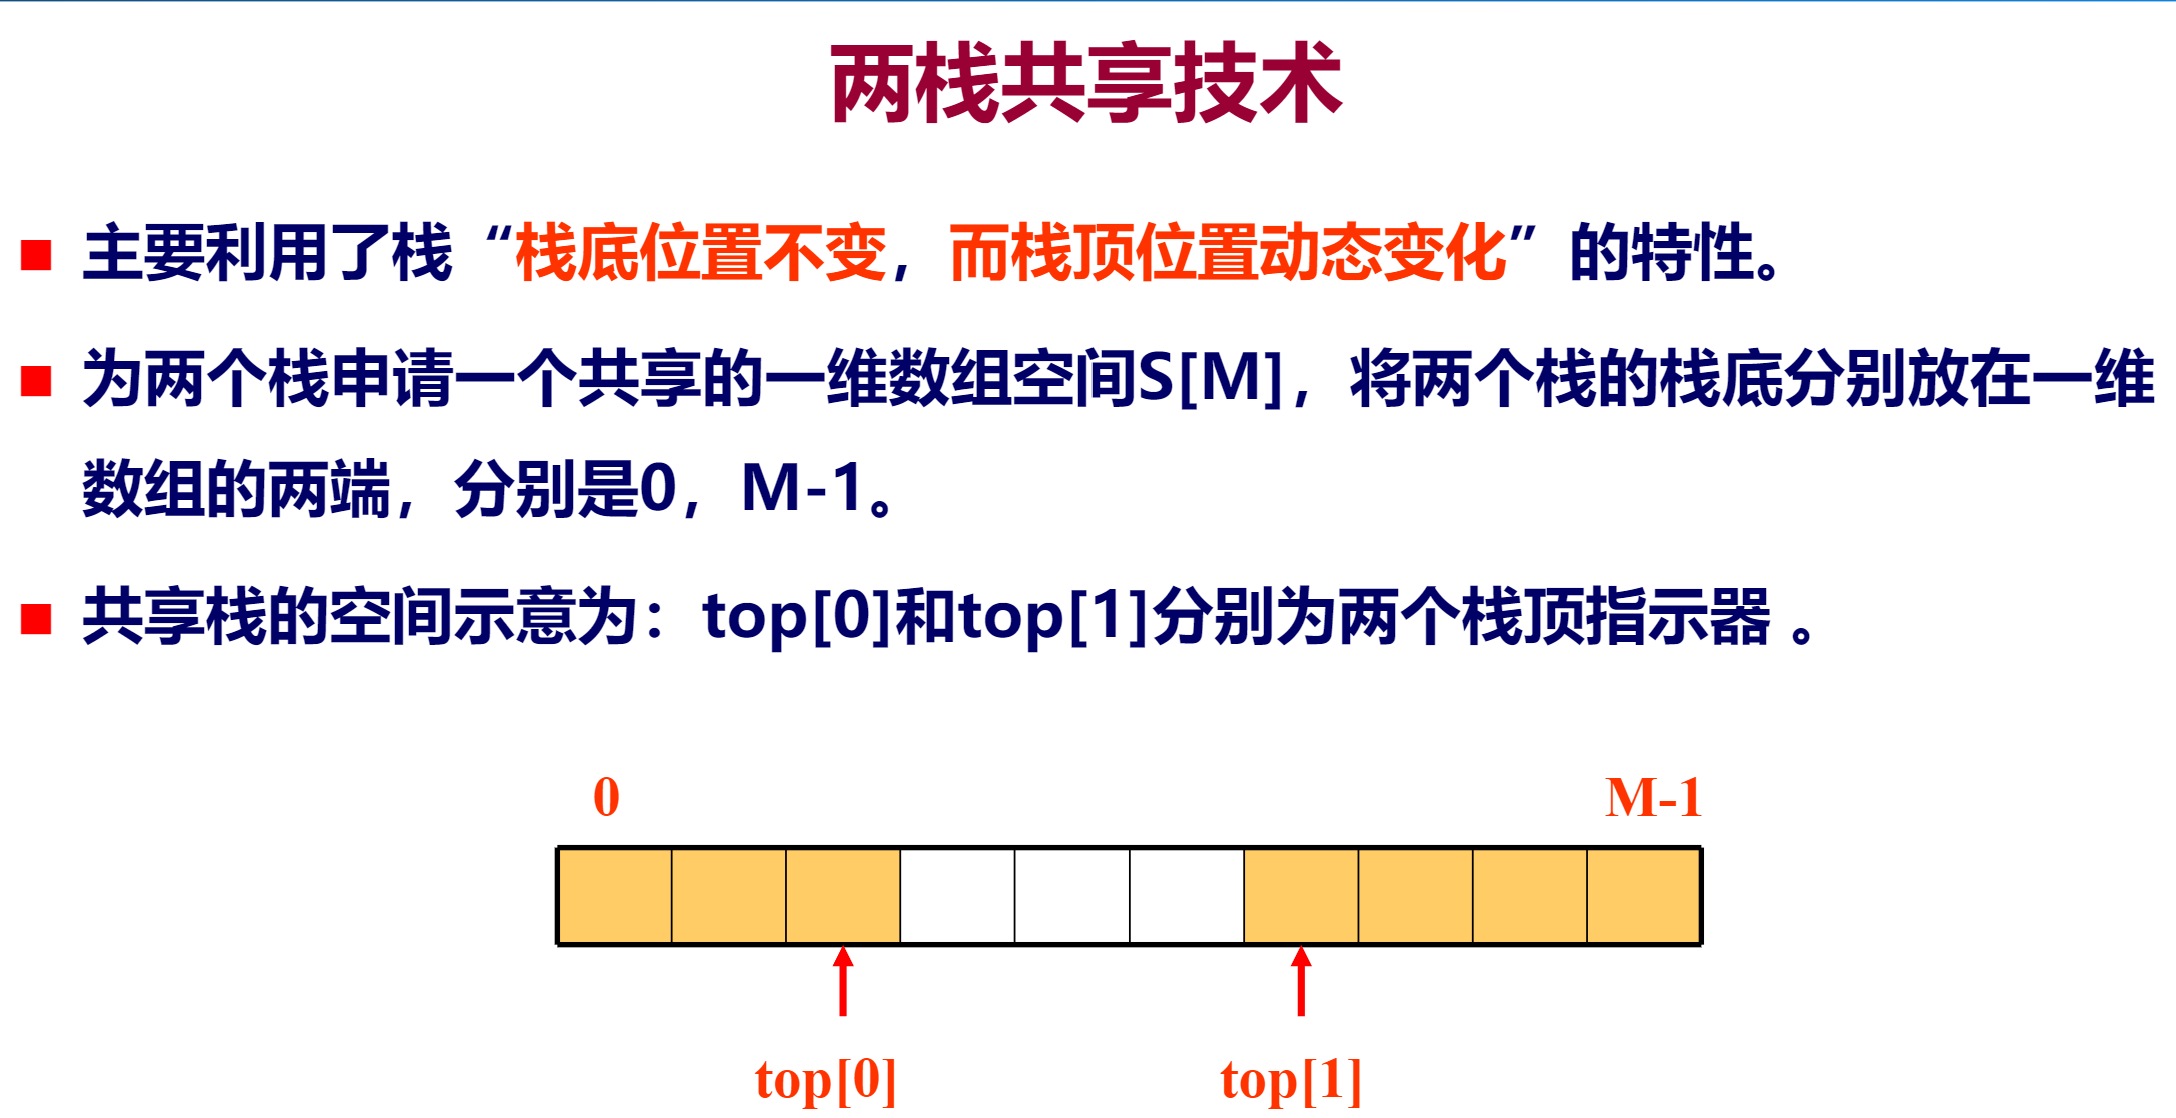 两栈共享技术
■ 主要利用了栈“栈底位置不变，而栈顶位置动态变化”的特性。
■ 为两个栈申请一个共享的一维数组空间S[M]，将两个栈的栈底分别放在一维
数组的两端，分别是0，M-1。
■ 共享栈的空间示意为：top[0]和top[1]分别为两个栈顶指示器 。
0 M-1
top[0] top[1]